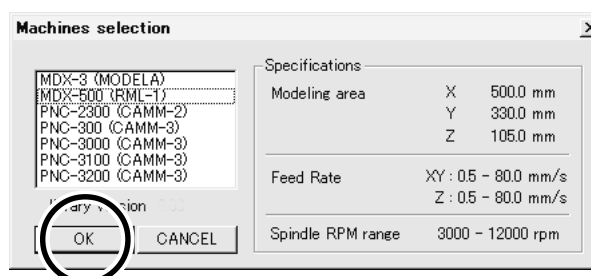 Machines selection
MDX-3 (MODELA)
MDX-500 (RML-1)
PNC-2300 (CAMM-2)
PNC-300 (CAMM-3)
PNC-3000 (CAMM-3)
PNC-3100 (CAMM-3)
PNC-3200 (CAMM-3)
OK CANCEL
Specifications
Modeling area X 500.0 mm
Y 330.0 mm
Z 105.0 mm
Feed Rate XY : 0.5 - 80.0 mm/s
Z : 0.5 - 80.0 mm/s
Spindle RPM range 3000 - 12000 rpm